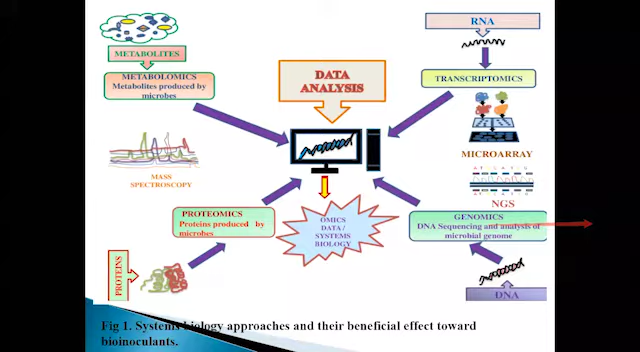 RNA
METABOLITES
METABOLOMICS
Metabolites produced by
microbes
DATA
ANALYSIS
TRANSCRIPTOMICS
MICROARRAY
MASS
SPECTROSCOPY
NGS
PROTEOMICS
Proteins produced by
microbes
OMICS
DATA /
SYSTEMS
BIOLOGY
GENOMICS
DNA Sequencing and analysis of
microbial genome
PROTEINS
DNA
Fig 1. Systems biology approaches and their beneficial effect toward
bioinoculants.